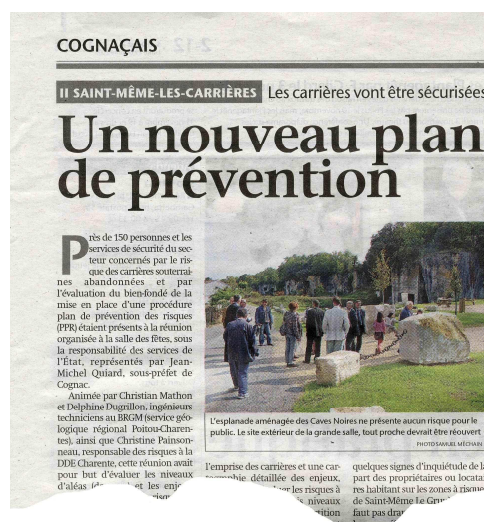 COGNAÇAIS
II SAINT-MÊME-LES-CARRIÈRES Les carrières vont être sécurisées
Un nouveau plan
de prévention
Près de 150 personnes et les
services de sécurité du sec-
teur concernés par le ris-
que des carrières souterrai-
nes abandonnées et par
l'évaluation du bien-fondé de la
mise en place d'une procédure
plan de prévention des risques
(PPR) étaient présents à la réunion
organisée à la salle des fêtes, sous
la responsabilité des services de
l'État, représentés par Jean-
Michel Quiard, sous-préfet de
Cognac.
Animée par Christian Mathon
et Delphine Dugrillon, ingénieurs
techniciens au BRGM (service géo-
logique régional Poitou-Charen-
tes), ainsi que Christine Painson-
neau, responsable des risques à la
DDE Charente, cette réunion avait
pour but d'évaluer les niveaux
d'aléas et les
L'esplanade aménagée des Caves Noires ne présente aucun risque pour le
public. Le site extérieur de la grande salle, tout proche devrait être réouvert
PHOTO SAMUEL MÉCHAIN
l'emprise des carrières et une car-
détaillée des enjeux,
les risques à
niveaux
quelques signes d'inquiétude de la
part des propriétaires ou locatai
res habitant sur les zones à risque
de Saint-Même Le
faut pas